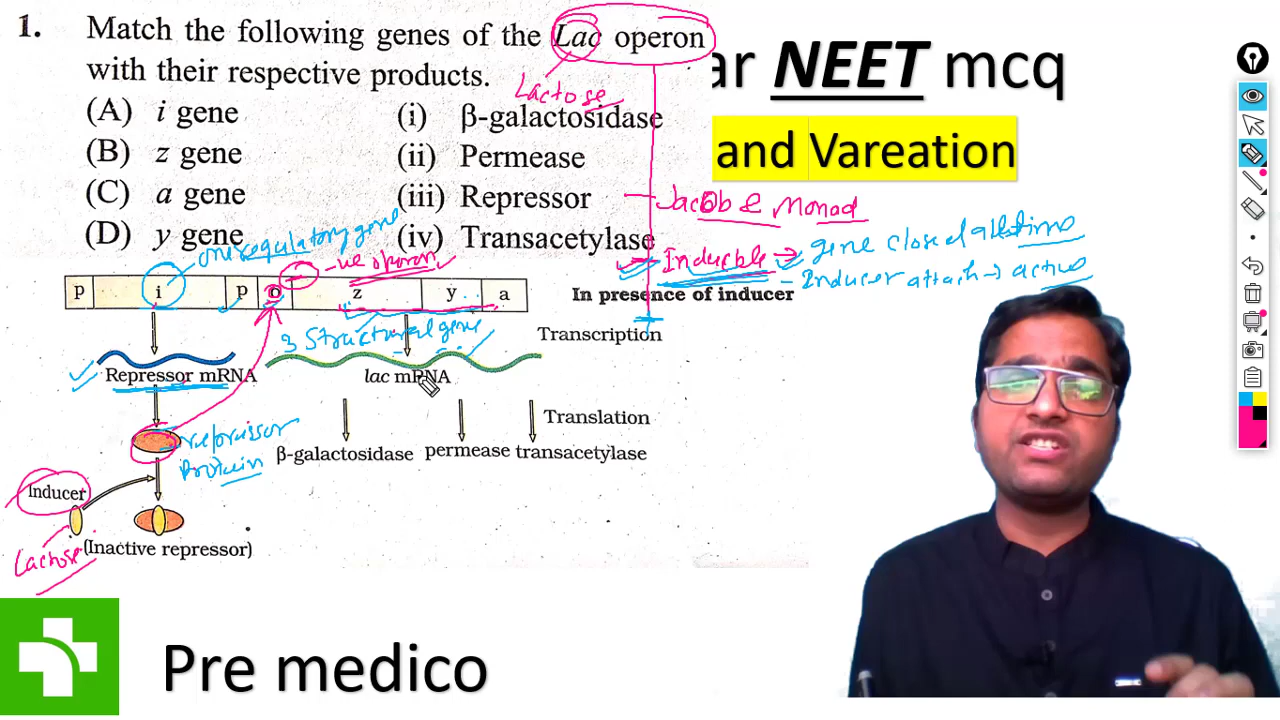 1. Match the following genes of the Lac operon
with their respective products.
Lactose
(A) i gene (i) β-galactosidase
(B) z gene (ii) Permease
(C) a gene (iii) Repressor
(D) y gene (iv) Transacetylase
ar NEET mcq
and Vareation
Jacob & Monad
one regulatory gene
-ve operon
Inducible → gene closed all time
- Inducer attach → active
p i p o z y a
In presence of inducer
3 Structural gene
Transcription
Repressor mRNA
lac mRNA
Translation
repressor
Protein
β-galactosidase permease transacetylase
Inducer
Lactose
(Inactive repressor)
Pre medico